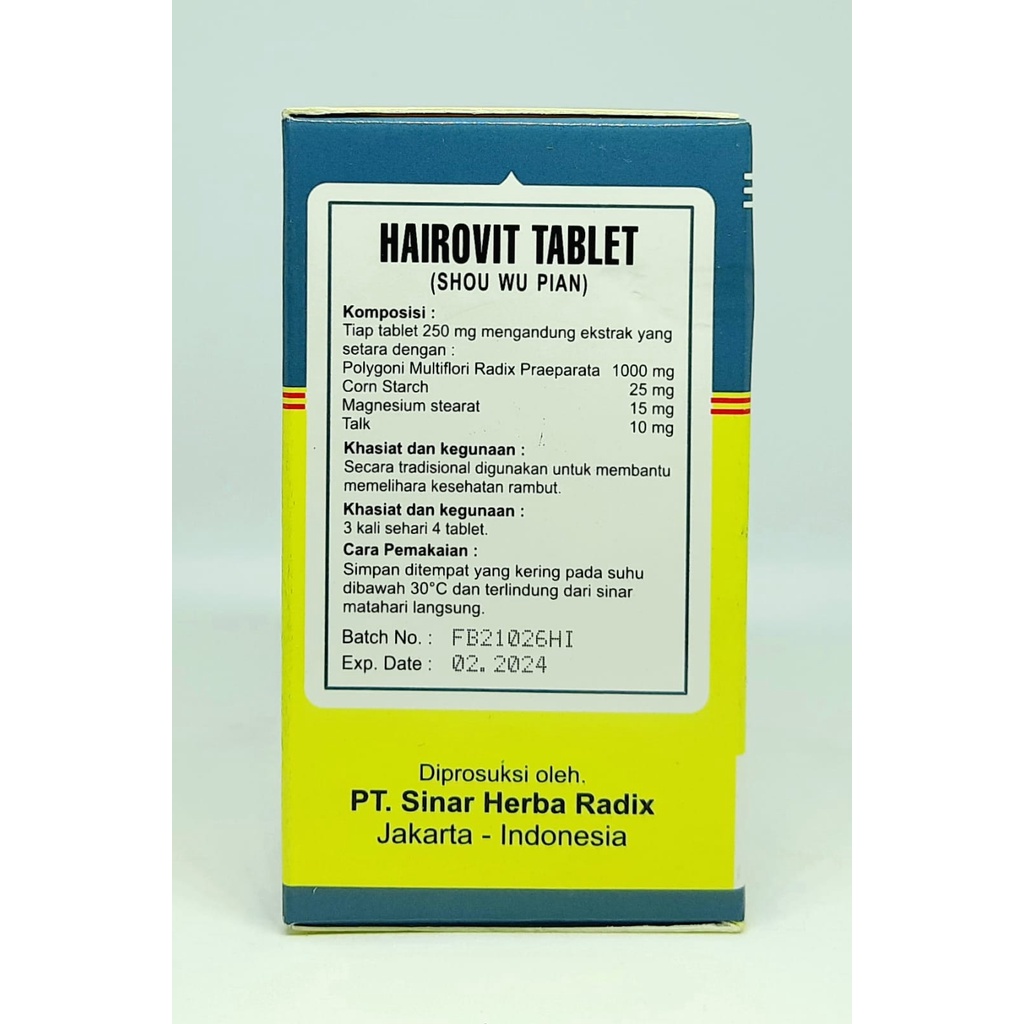 HAIROVIT TABLET
(SHOU WU PIAN)
Komposisi :
Tiap tablet 250 mg mengandung ekstrak yang
setara dengan :
Polygoni Multiflori Radix Praeparata 1000 mg
Corn Starch 25 mg
Magnesium stearat 15 mg
Talk 10 mg
Khasiat dan kegunaan :
Secara tradisional digunakan untuk membantu
memelihara kesehatan rambut.
Khasiat dan kegunaan :
3 kali sehari 4 tablet.
Cara Pemakaian :
Simpan ditempat yang kering pada suhu
dibawah 30°C dan terlindung dari sinar
matahari langsung.
Batch No. : FB21026HI
Exp. Date : 02. 2024
Diprosuksi oleh.
PT. Sinar Herba Radix
Jakarta - Indonesia